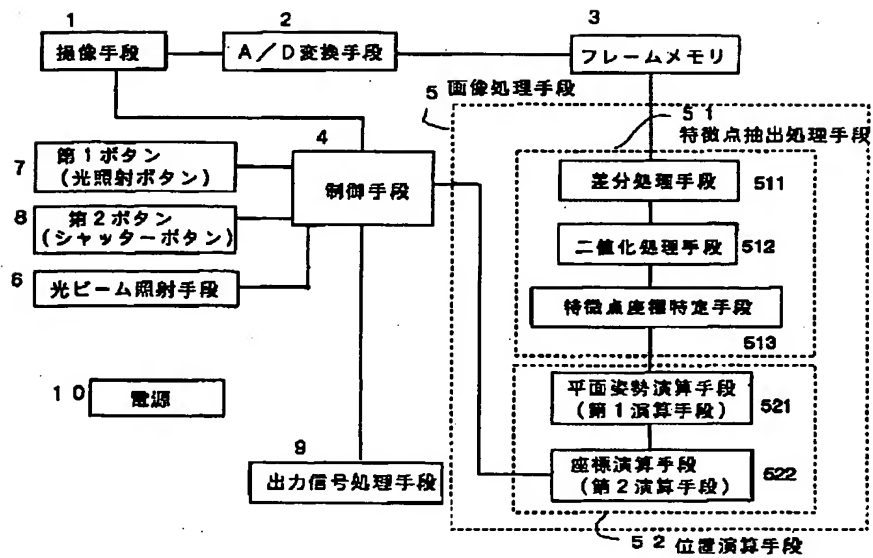 1
2
3
撮像手段
A/D変換手段
フレームメモリ
5 画像処理手段
51
特徴点抽出処理手段
4
制御手段
7
第1ボタン
(光照射ボタン)
8
第2ボタン
(シャッターボタン)
6
光ビーム照射手段
差分処理手段
511
二値化処理手段
512
特徴点座標特定手段
513
10
電源
平面姿勢演算手段
(第1演算手段)
521
9
出力信号処理手段
座標演算手段
(第2演算手段)
522
52 位置演算手段